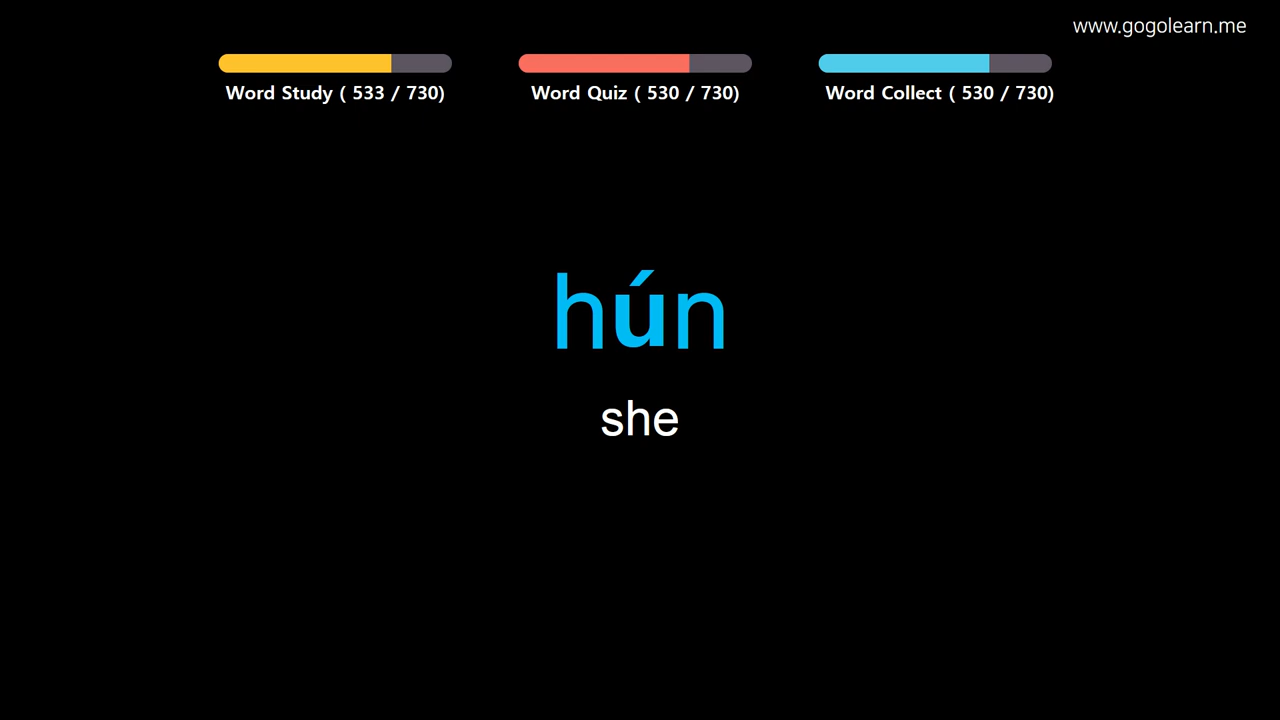 www.gogolearn.me
Word Study ( 533 / 730)
Word Quiz ( 530 / 730)
Word Collect ( 530 / 730)
hún
she